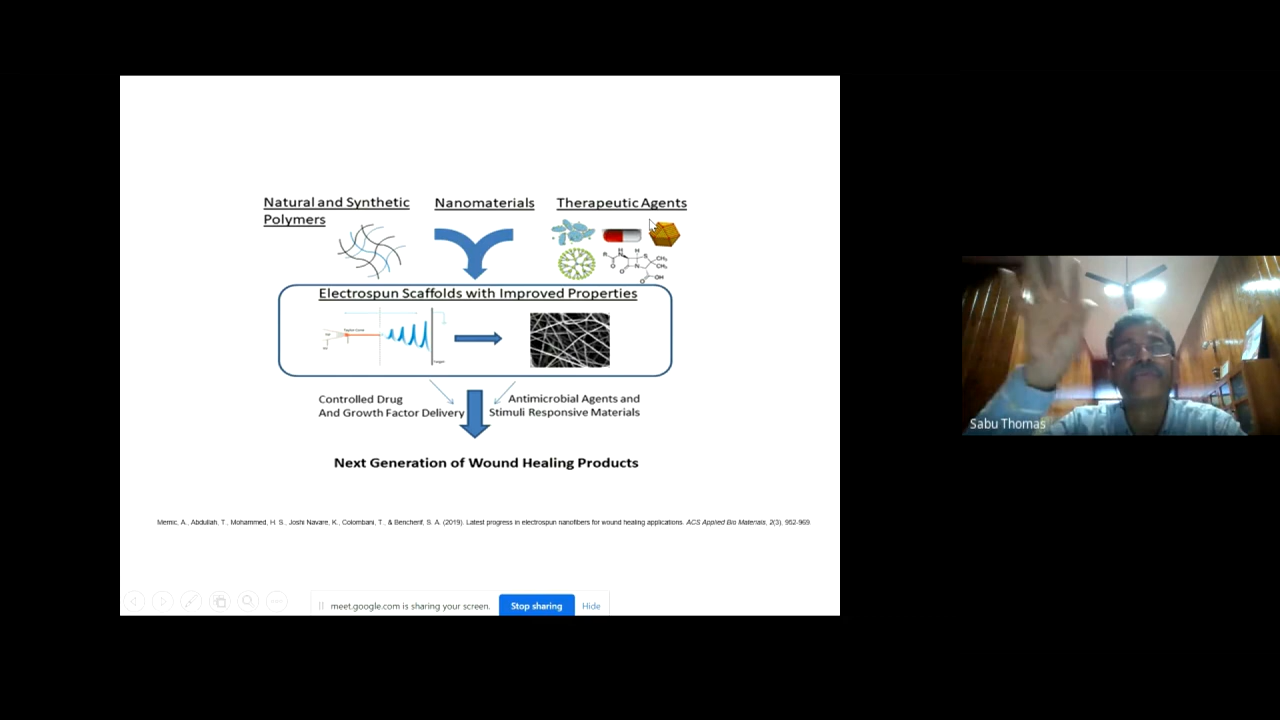 Natural and Synthetic
Polymers
Nanomaterials
Therapeutic Agents
Electrospun Scaffolds with Improved Properties
Controlled Drug
And Growth Factor Delivery
Antimicrobial Agents and
Stimuli Responsive Materials
Next Generation of Wound Healing Products
Memic, A., Abdullah, T., Mohammed, H. S., Joshi Navare, K., Colombani, T., & Bencherif, S. A. (2019). Latest progress in electrospun nanofibers for wound healing applications. ACS Applied Bio Materials, 2(3), 952-969.
meet.google.com is sharing your screen.
Stop sharing
Hide
Sabu Thomas